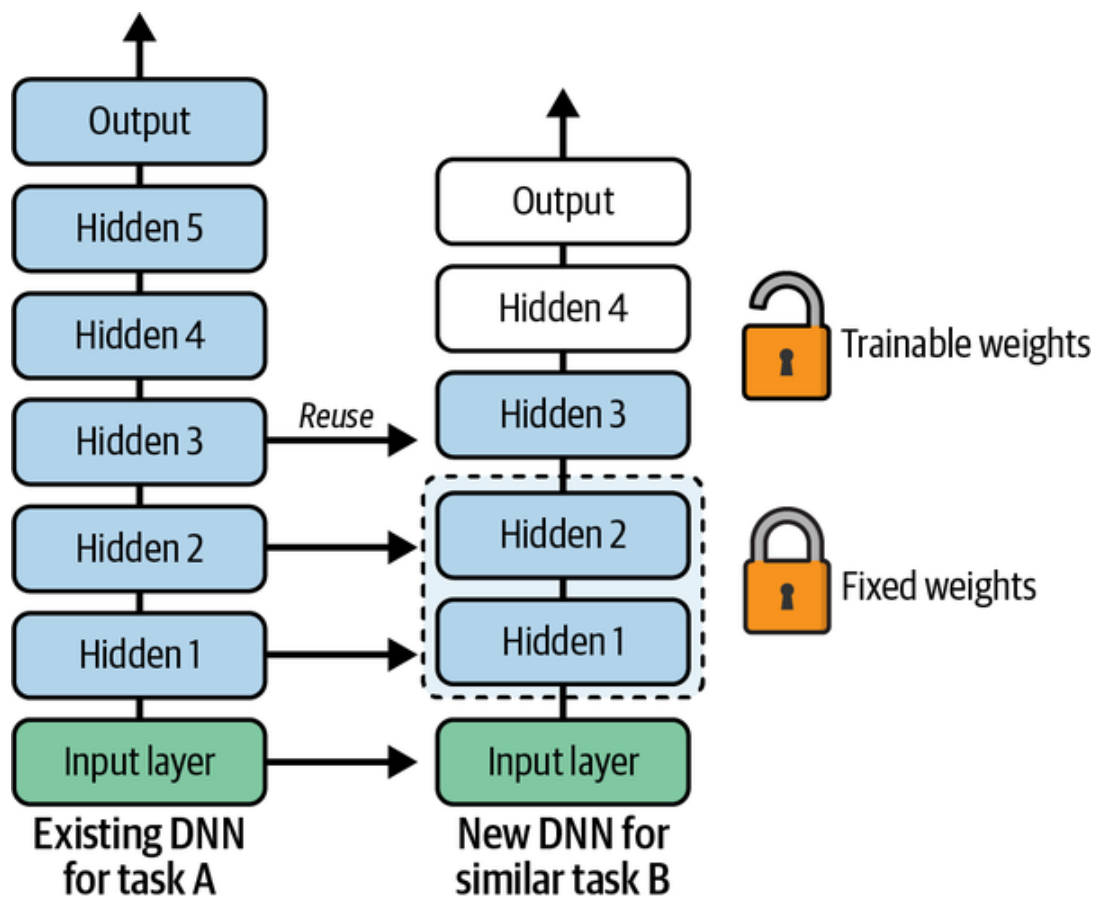 Output
Hidden 5
Hidden 4
Hidden 3
Hidden 2
Hidden 1
Input layer
Existing DNN
for task A
Reuse
Output
Hidden 4
Hidden 3
Hidden 2
Hidden 1
Input layer
New DNN for
similar task B
Trainable weights
Fixed weights